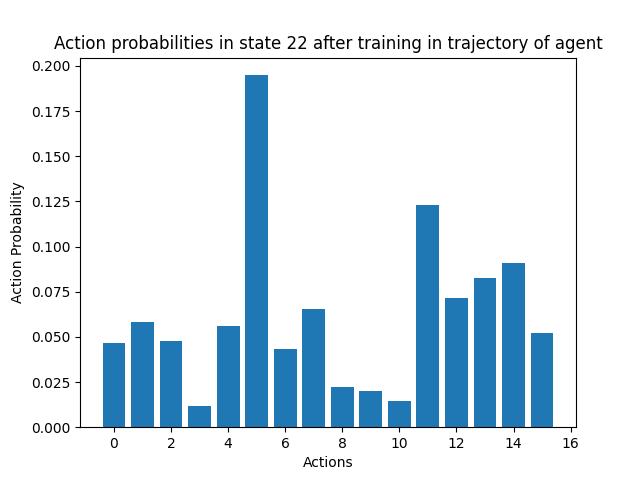 Action probabilities in state 22 after training in trajectory of agent
0.200
0.175
0.150
0.125
0.100
0.075
0.050
0.025
0.000
Action Probability
0 2 4 6 8 10 12 14 16
Actions